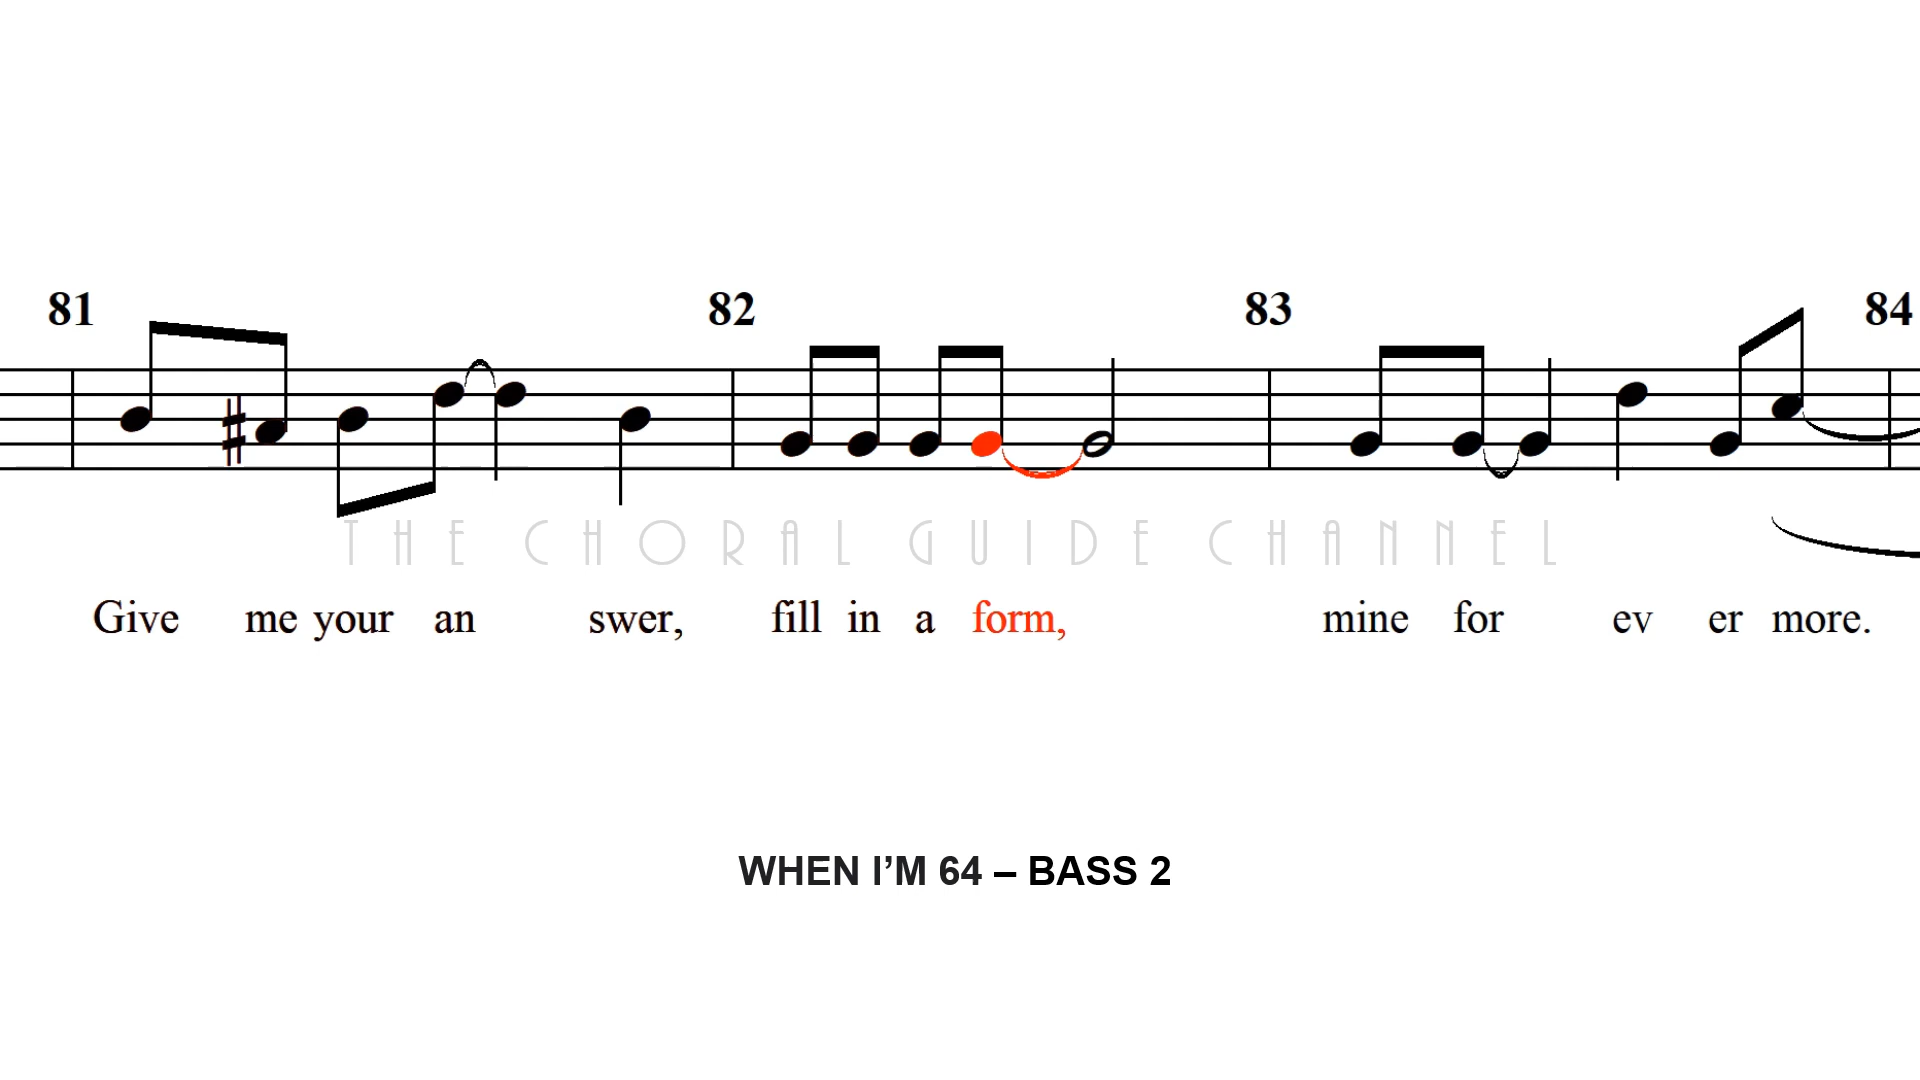 81 82 83 84
THE CHORAL GUIDE CHANNEL
Give me your an swer, fill in a form, mine for ev er more.
WHEN I’M 64 – BASS 2